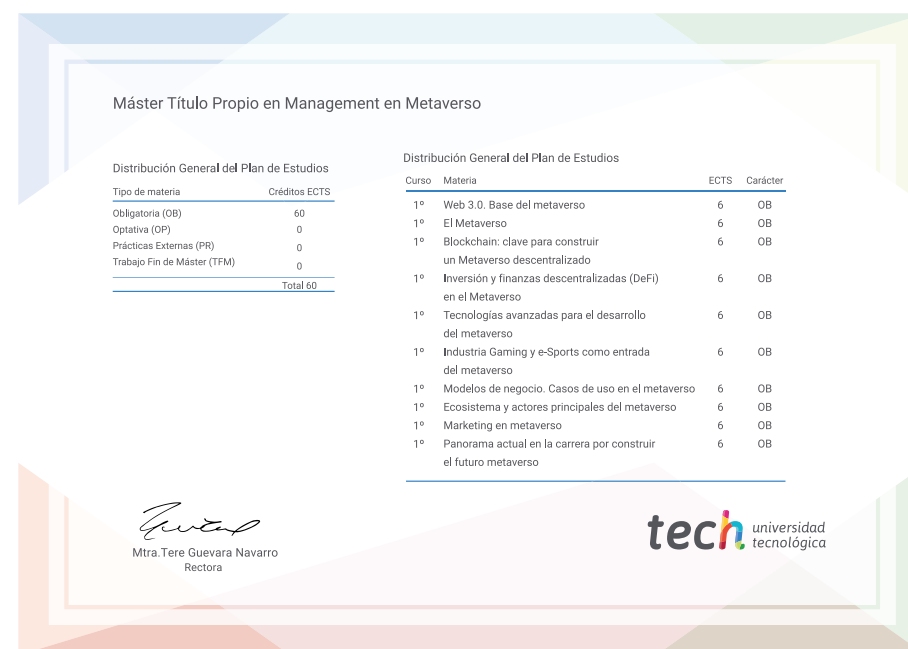 Máster Título Propio en Management en Metaverso
Distribución General del Plan de Estudios
Tipo de materia Créditos ECTS
Obligatoria (OB) 60
Optativa (OP) 0
Prácticas Externas (PR) 0
Trabajo Fin de Máster (TFM) 0
Total 60
Distribución General del Plan de Estudios
Curso Materia ECTS Carácter
1º Web 3.0. Base del metaverso 6 OB
1º El Metaverso 6 OB
1º Blockchain: clave para construir 6 OB
un Metaverso descentralizado
1º Inversión y finanzas descentralizadas (DeFi) 6 OB
en el Metaverso
1º Tecnologías avanzadas para el desarrollo 6 OB
del metaverso
1º Industria Gaming y e-Sports como entrada 6 OB
del metaverso
1º Modelos de negocio. Casos de uso en el metaverso 6 OB
1º Ecosistema y actores principales del metaverso 6 OB
1º Marketing en metaverso 6 OB
1º Panorama actual en la carrera por construir 6 OB
el futuro metaverso
Mtra.Tere Guevara Navarro
Rectora
tech universidad
tecnológica